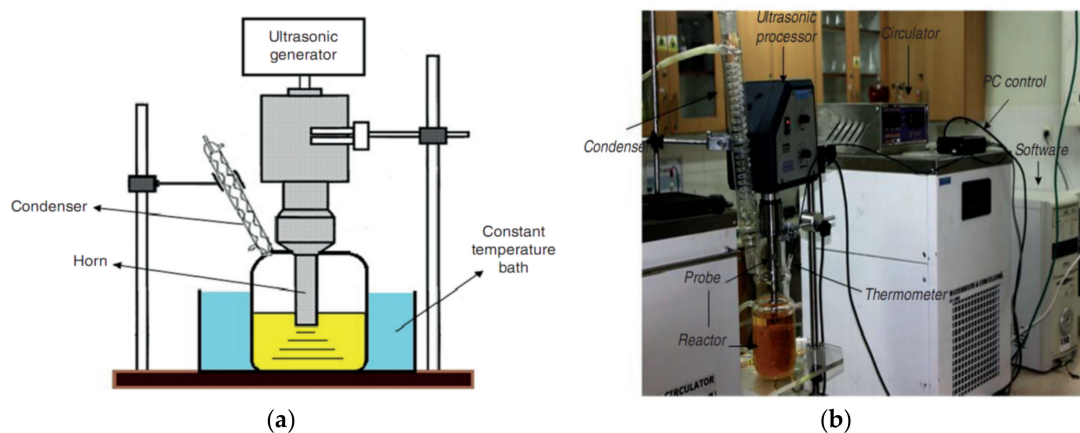 Ultrasonic
generator
Condenser
Horn
Constant
temperature
bath
(a)
Ultrasonic
processor
Circulator
PC control
Condenser
Software
Probe
Thermometer
Reactor
CIRCULATOR
(b)